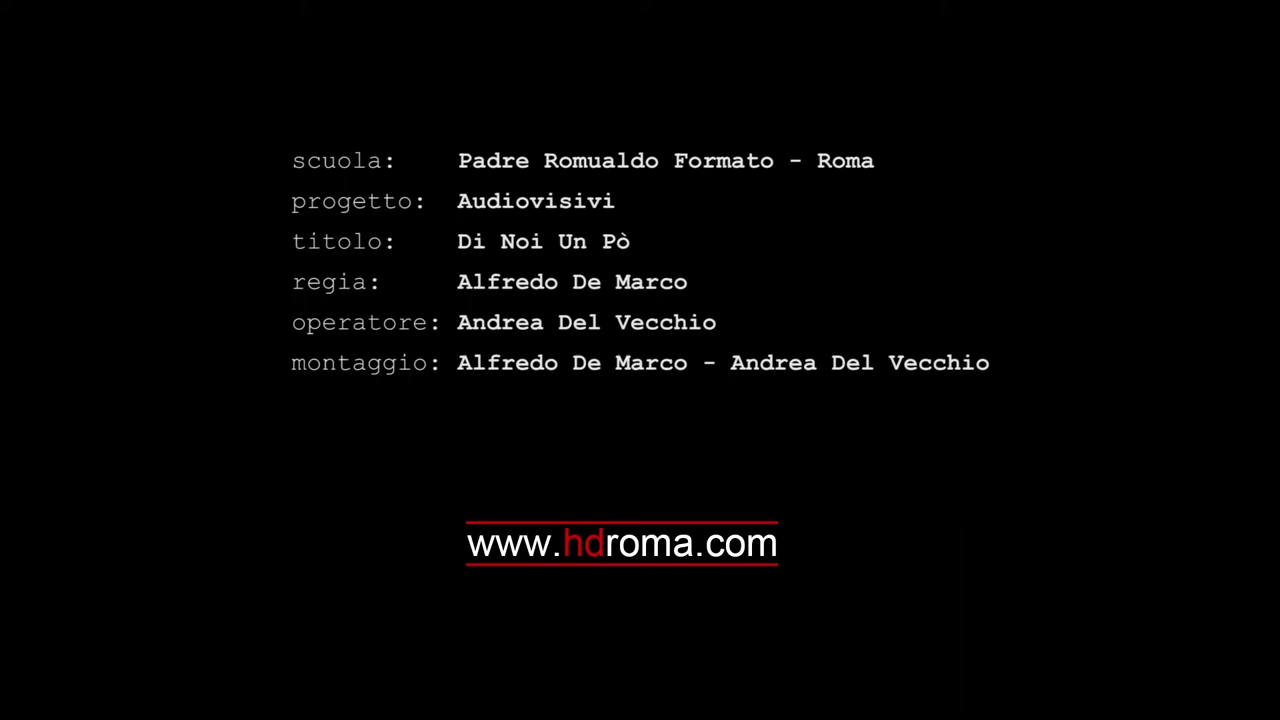 scuola: Padre Romualdo Formato - Roma
progetto: Audiovisivi
titolo: Di Noi Un Pò
regia: Alfredo De Marco
operatore: Andrea Del Vecchio
montaggio: Alfredo De Marco - Andrea Del Vecchio
www.hdroma.com